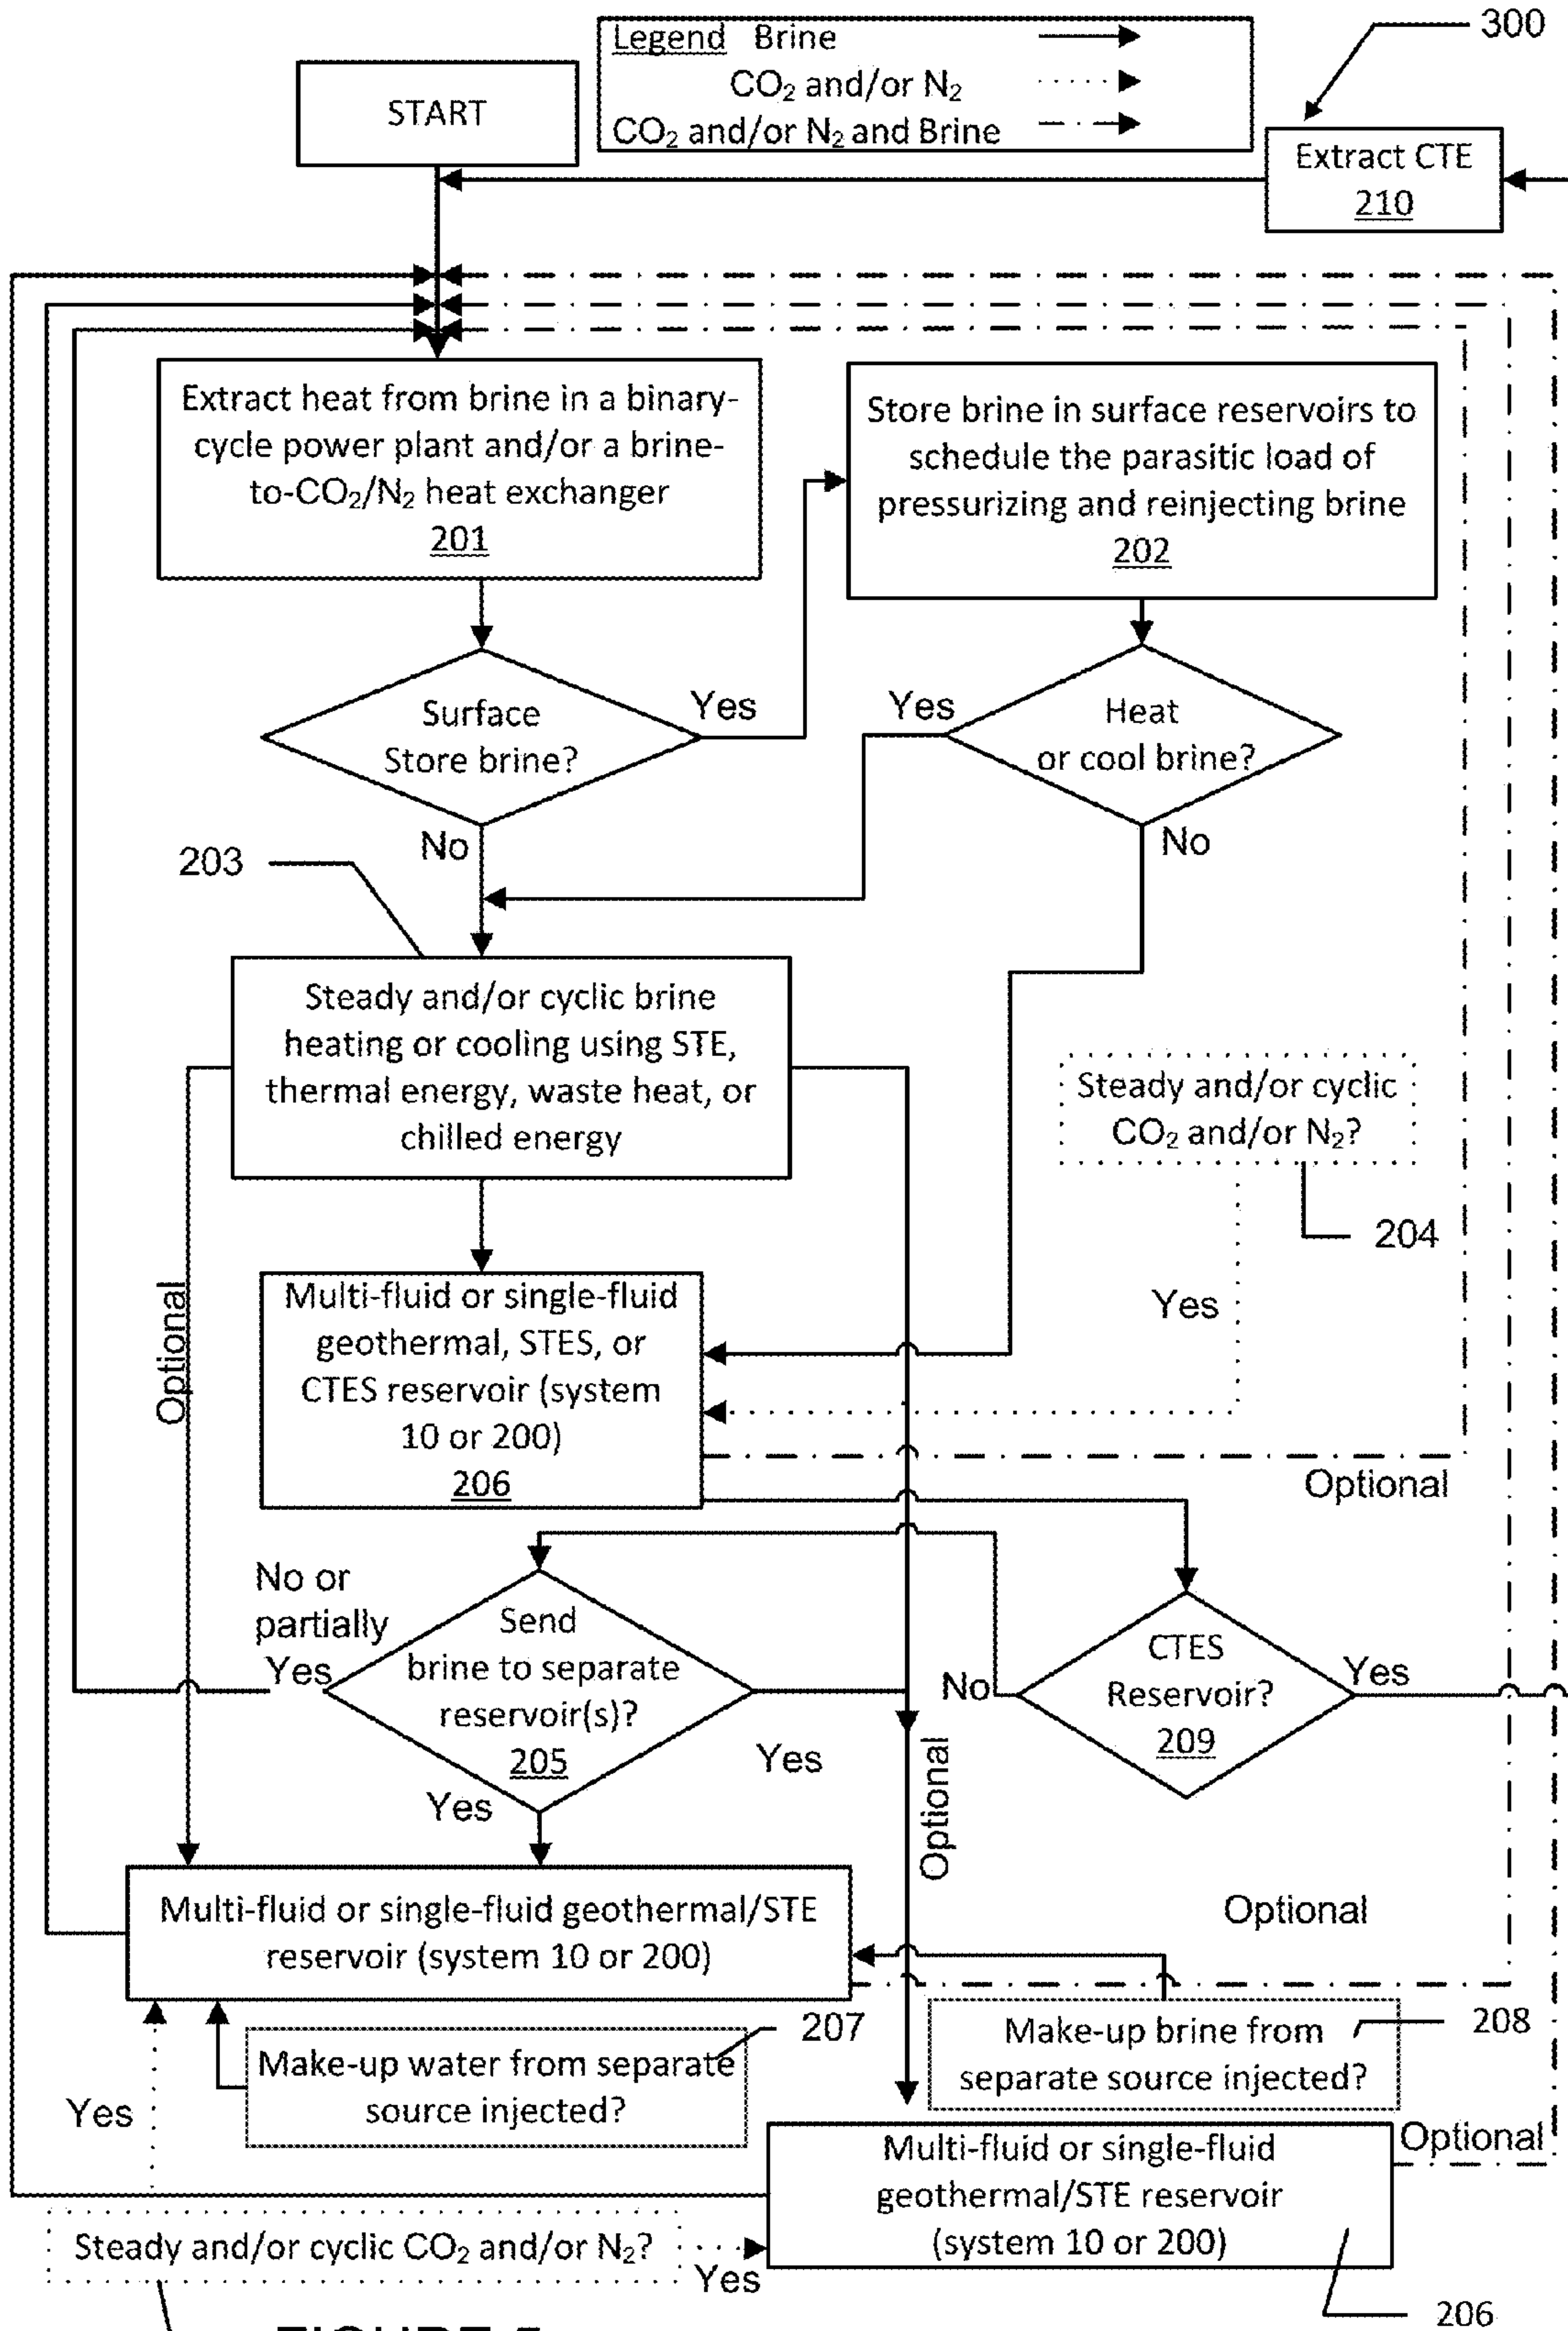 300
Legend Brine
CO₂ and/or N₂
CO₂ and/or N₂ and Brine
START
Extract CTE
210
Extract heat from brine in a binary-
cycle power plant and/or a brine-
to-CO₂/N₂ heat exchanger
201
Store brine in surface reservoirs to
schedule the parasitic load of
pressurizing and reinjecting brine
202
Surface
Store brine?
Yes
No
Yes
Heat
or cool brine?
No
203
Steady and/or cyclic brine
heating or cooling using STE,
thermal energy, waste heat, or
chilled energy
Steady and/or cyclic
CO₂ and/or N₂?
204
Yes
Optional
Multi-fluid or single-fluid
geothermal, STES, or
CTES reservoir (system
10 or 200)
206
Optional
No or
partially
Yes
Send
brine to separate
reservoir(s)?
205
Yes
Yes
No
CTES
Reservoir?
209
Yes
Optional
Multi-fluid or single-fluid geothermal/STE
reservoir (system 10 or 200)
Optional
207
Make-up water from separate
source injected?
208
Make-up brine from
separate source injected?
Yes
Optional
Multi-fluid or single-fluid
geothermal/STE reservoir
(system 10 or 200)
Steady and/or cyclic CO₂ and/or N₂?
Yes
206